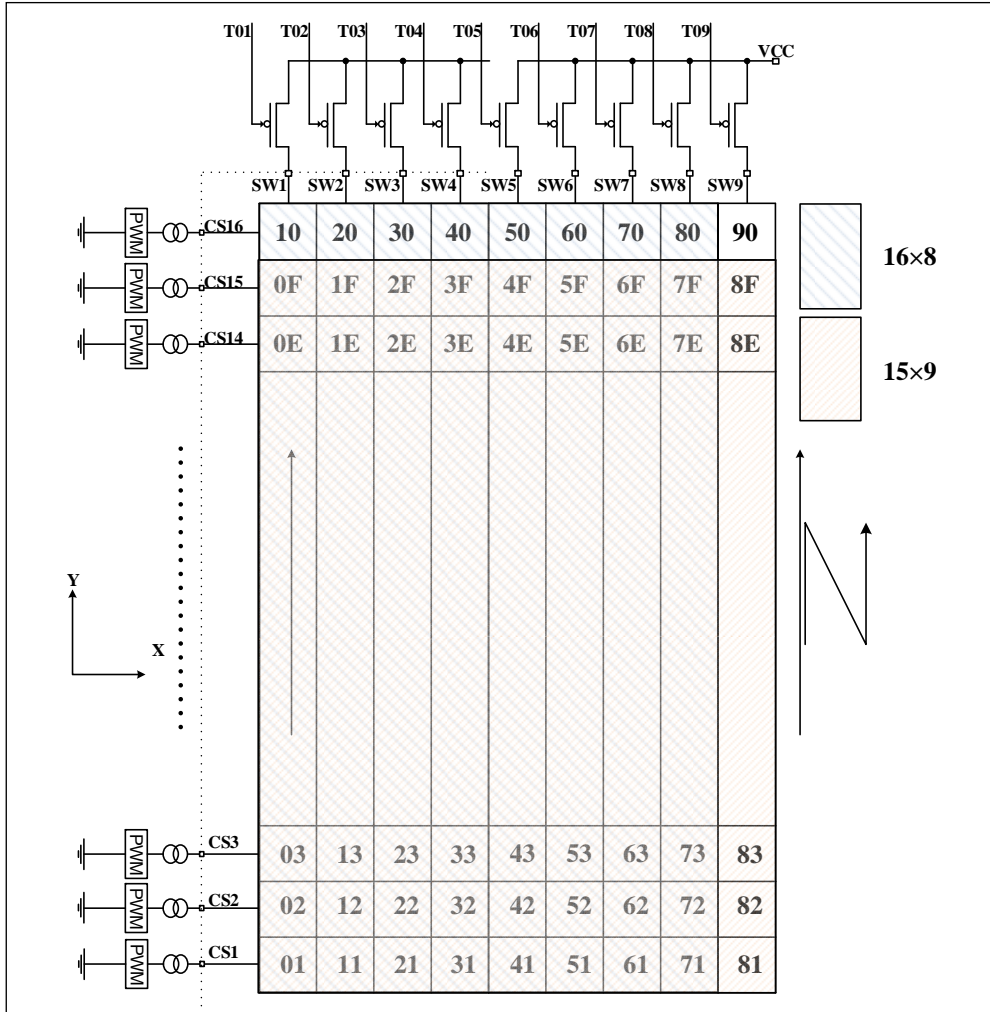 T01 T02 T03 T04 T05 T06 T07 T08 T09
VCC
SW1 SW2 SW3 SW4 SW5 SW6 SW7 SW8 SW9
PWM CS16 10 20 30 40 50 60 70 80 90
16×8
PWM CS15 0F 1F 2F 3F 4F 5F 6F 7F 8F
PWM CS14 0E 1E 2E 3E 4E 5E 6E 7E 8E
15×9
Y
X
PWM CS3 03 13 23 33 43 53 63 73 83
PWM CS2 02 12 22 32 42 52 62 72 82
PWM CS1 01 11 21 31 41 51 61 71 81